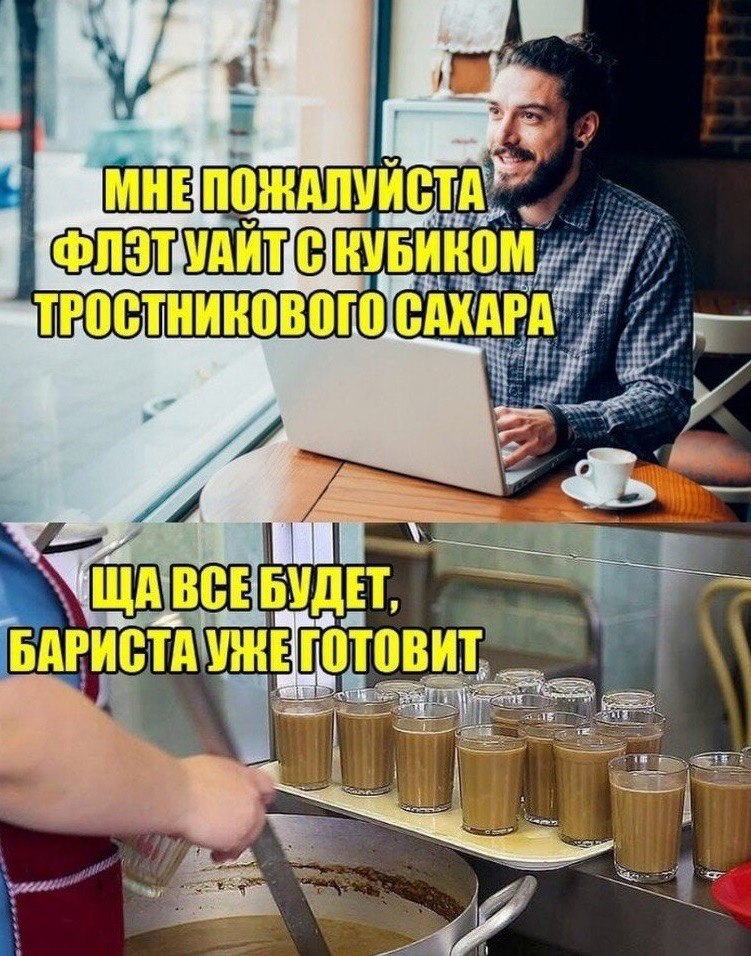 МНЕ ПОЖАЛУЙСТА
ФЛЭТ УАЙТ С КУБИКОМ
ТРОСТНИКОВОГО САХАРА
ЩА ВСЕ БУДЕТ,
БАРИСТА УЖЕ ГОТОВИТ